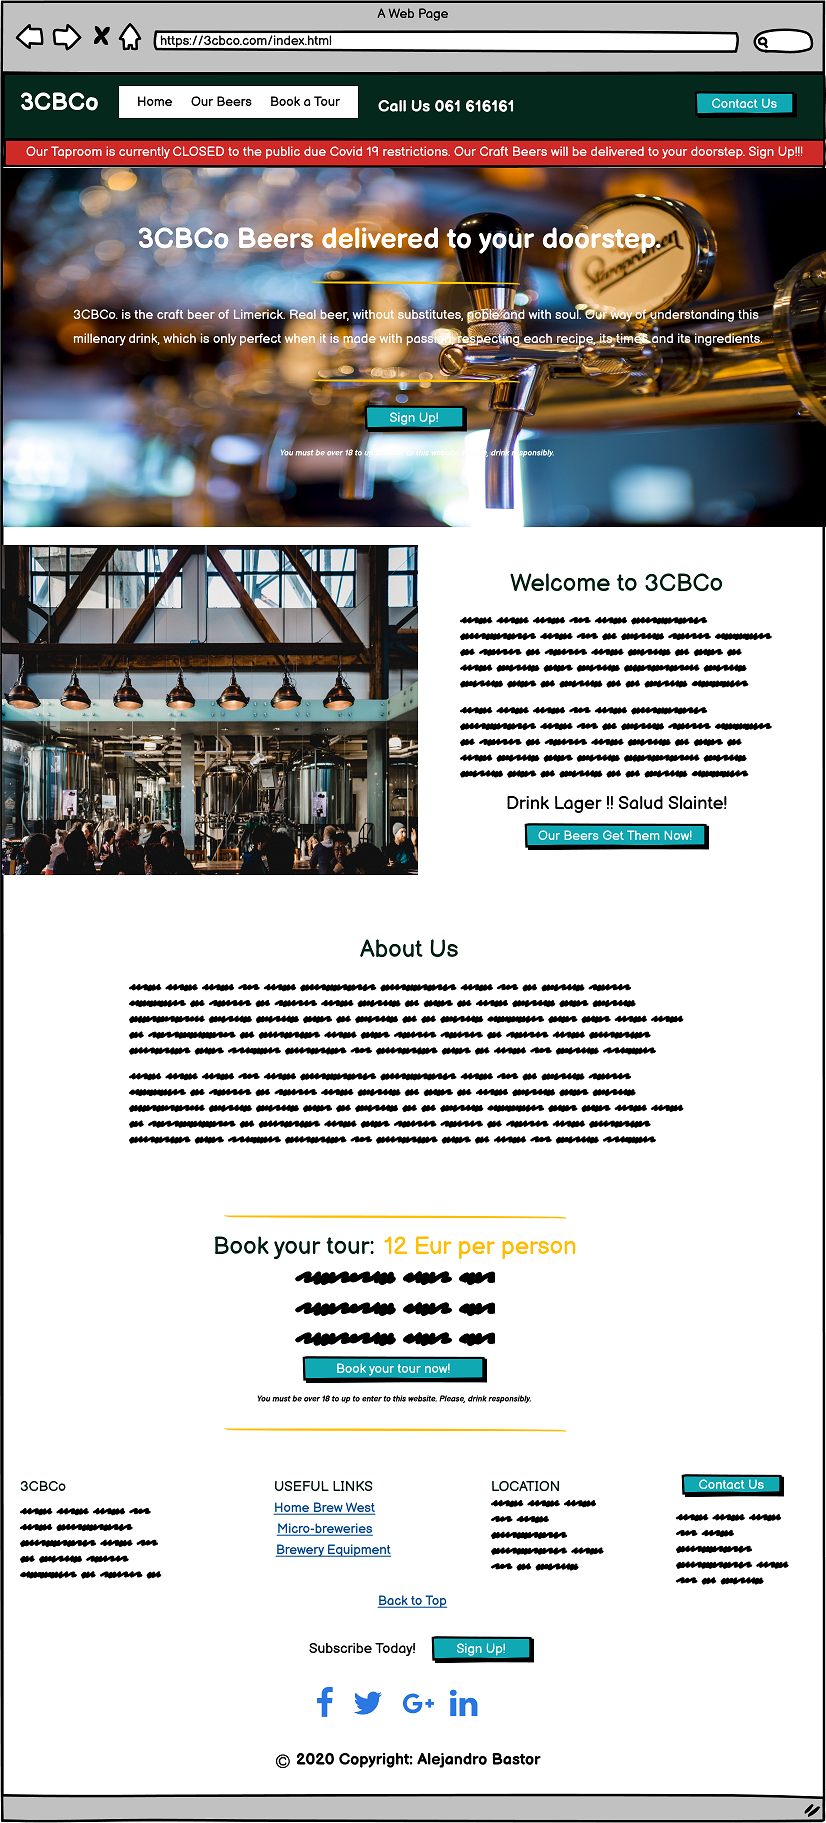 A Web Page
https://3cbco.com/index.html
3CBCo Home Our Beers Book a Tour Call Us 061 616161 Contact Us
Our Taproom is currently CLOSED to the public due Covid 19 restrictions. Our Craft Beers will be delivered to your doorstep. Sign Up!!!
3CBCo Beers delivered to your doorstep.
3CBCo. is the craft beer of Limerick. Real beer, without substitutes, noble and with soul. Our way of understanding this
millenary drink, which is only perfect when it is made with passion, respecting each recipe, its times and its ingredients.
Staropramen
Sign Up!
You must be over 18 to up to enter to this website. Please, drink responsibly.
Welcome to 3CBCo
Drink Lager !! Salud Slainte!
Our Beers Get Them Now!
About Us
Book your tour: 12 Eur per person
Book your tour now!
You must be over 18 to up to enter to this website. Please, drink responsibly.
3CBCo
USEFUL LINKS
Home Brew West
Micro-breweries
Brewery Equipment
LOCATION
Contact Us
Back to Top
Subscribe Today! Sign Up!
© 2020 Copyright: Alejandro Bastor